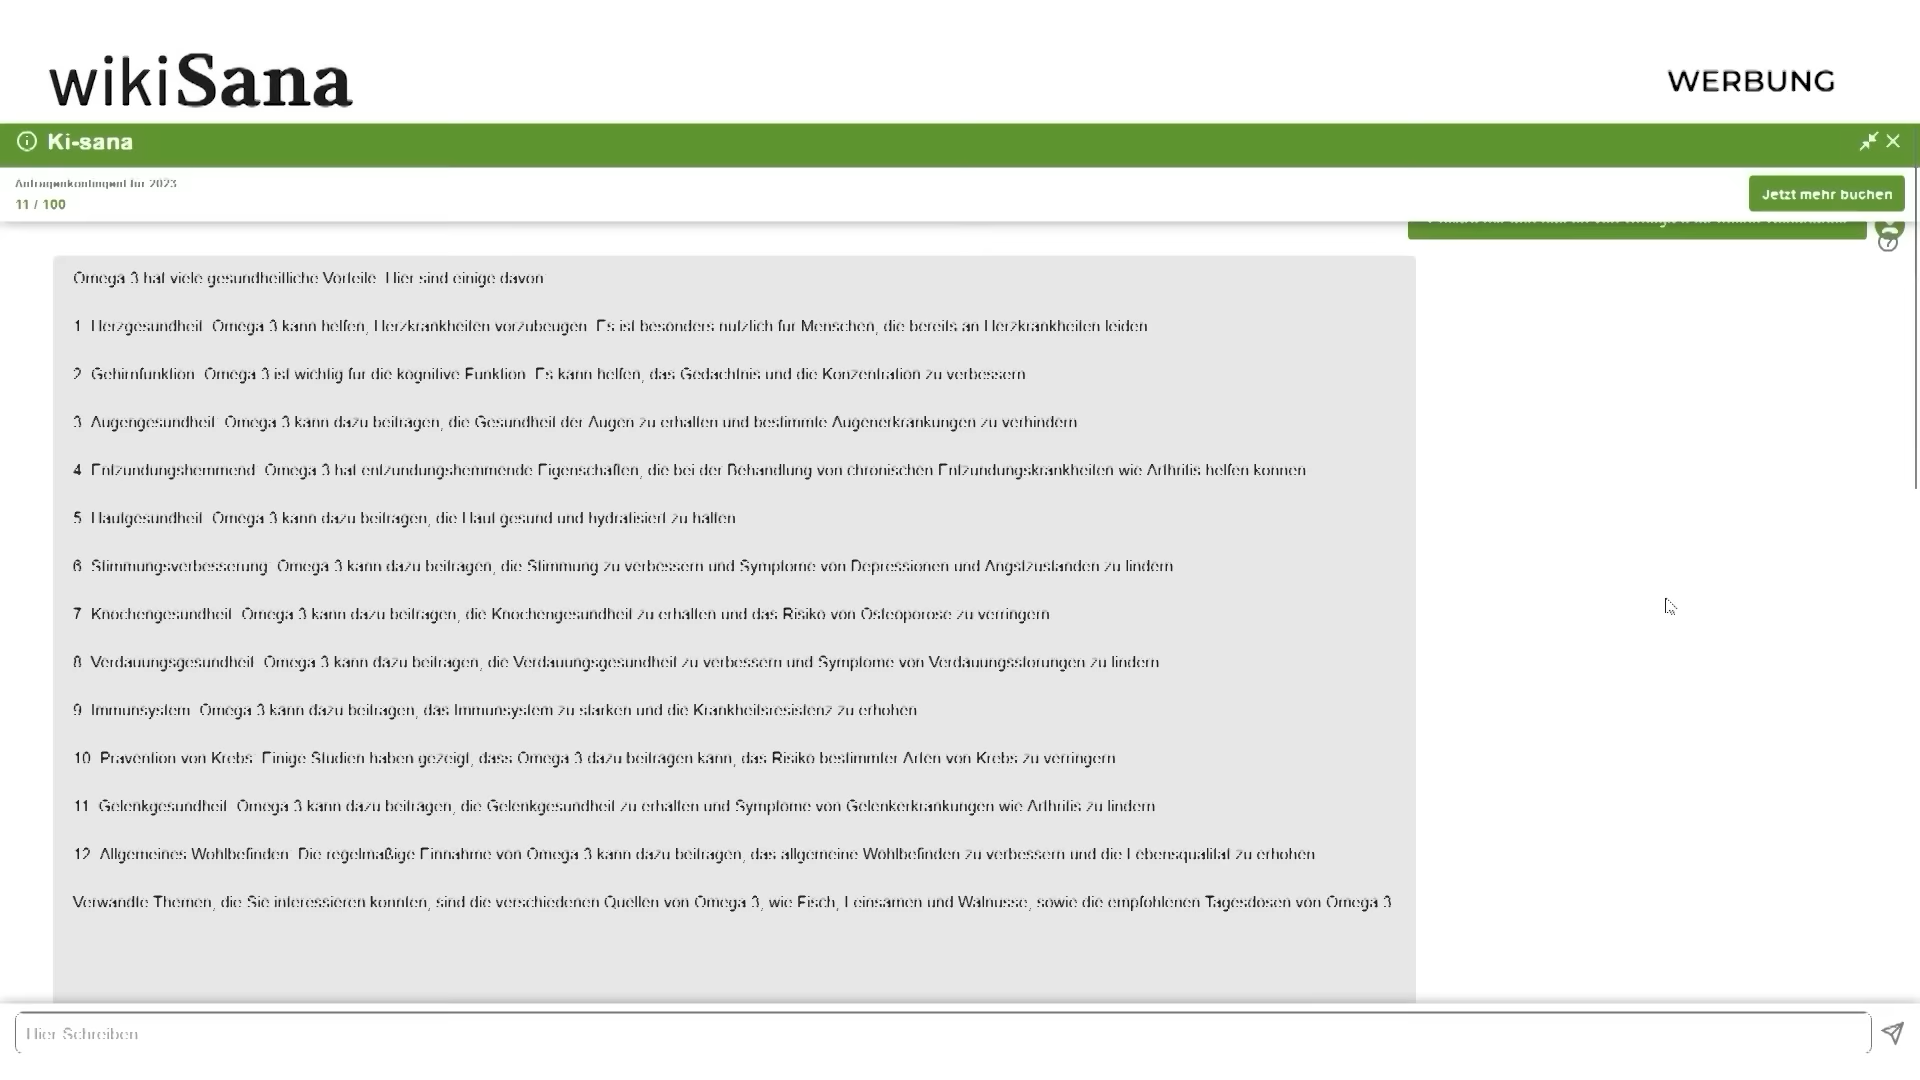 wikiSana
WERBUNG
Ki-sana
Anfragenkontingent für 2023
11 / 100
Jetzt mehr buchen
Omega 3 hat viele gesundheitliche Vorteile. Hier sind einige davon:
1. Herzgesundheit: Omega 3 kann helfen, Herzkrankheiten vorzubeugen. Es ist besonders nützlich für Menschen, die bereits an Herzkrankheiten leiden.
2. Gehirnfunktion: Omega 3 ist wichtig für die kognitive Funktion. Es kann helfen, das Gedächtnis und die Konzentration zu verbessern.
3. Augengesundheit: Omega 3 kann dazu beitragen, die Gesundheit der Augen zu erhalten und bestimmte Augenerkrankungen zu verhindern.
4. Entzündungshemmend: Omega 3 hat entzündungshemmende Eigenschaften, die bei der Behandlung von chronischen Entzündungskrankheiten wie Arthritis helfen können.
5. Hautgesundheit: Omega 3 kann dazu beitragen, die Haut gesund und hydratisiert zu halten.
6. Stimmungsverbesserung: Omega 3 kann dazu beitragen, die Stimmung zu verbessern und Symptome von Depressionen und Angstzuständen zu lindern.
7. Knochengesundheit: Omega 3 kann dazu beitragen, die Knochengesundheit zu erhalten und das Risiko von Osteoporose zu verringern.
8. Verdauungsgesundheit: Omega 3 kann dazu beitragen, die Verdauungsgesundheit zu verbessern und Symptome von Verdauungsstörungen zu lindern.
9. Immunsystem: Omega 3 kann dazu beitragen, das Immunsystem zu stärken und die Krankheitsresistenz zu erhöhen.
10. Prävention von Krebs: Einige Studien haben gezeigt, dass Omega 3 dazu beitragen kann, das Risiko bestimmter Arten von Krebs zu verringern.
11. Gelenkgesundheit: Omega 3 kann dazu beitragen, die Gelenkgesundheit zu erhalten und Symptome von Gelenkerkrankungen wie Arthritis zu lindern.
12. Allgemeines Wohlbefinden: Die regelmäßige Einnahme von Omega 3 kann dazu beitragen, das allgemeine Wohlbefinden zu verbessern und die Lebensqualität zu erhöhen.
Verwandte Themen, die Sie interessieren könnten, sind die verschiedenen Quellen von Omega 3, wie Fisch, Leinsamen und Walnüsse, sowie die empfohlenen Tagesdosen von Omega 3.
Hier Schreiben